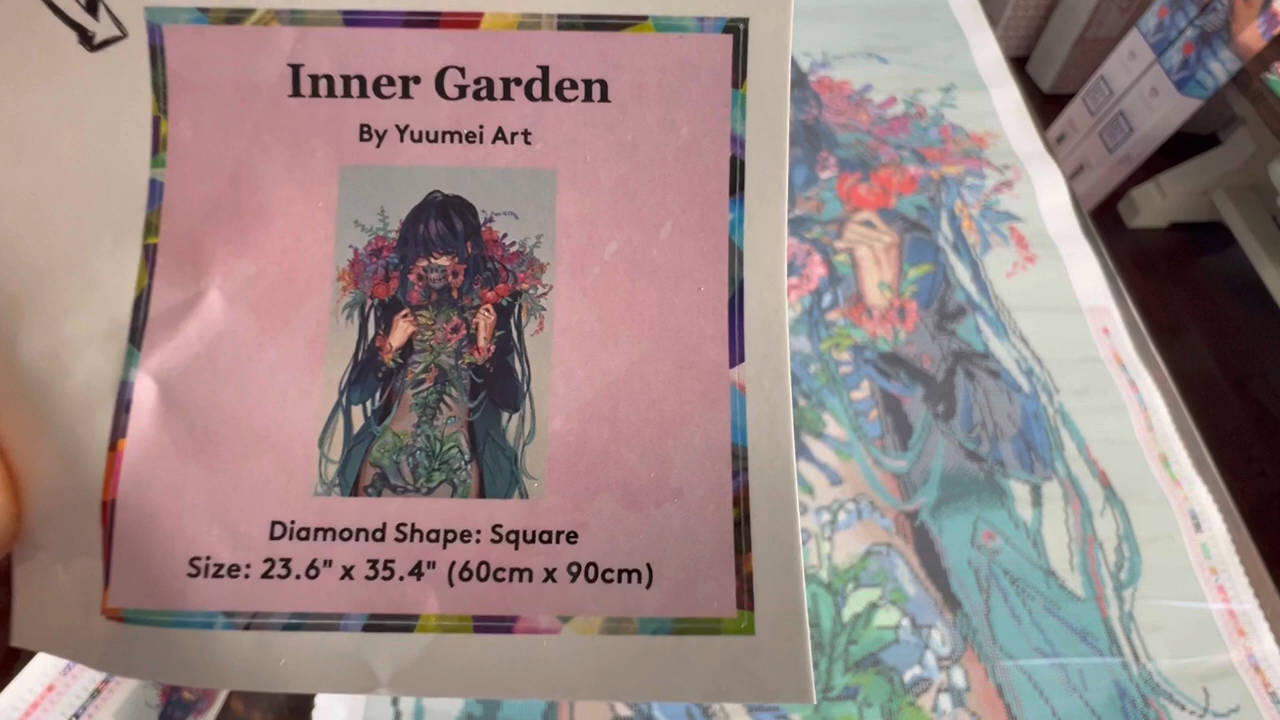 Inner Garden
By Yuumei Art
Diamond Shape: Square
Size: 23.6" x 35.4" (60cm x 90cm)